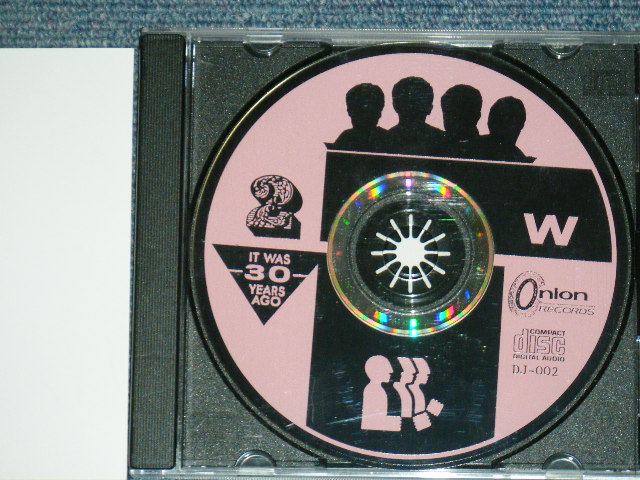 2
W
IT WAS
30
YEARS
AGO
Onion
RECORDS
COMPACT
disc
DIGITAL AUDIO
DJ-002